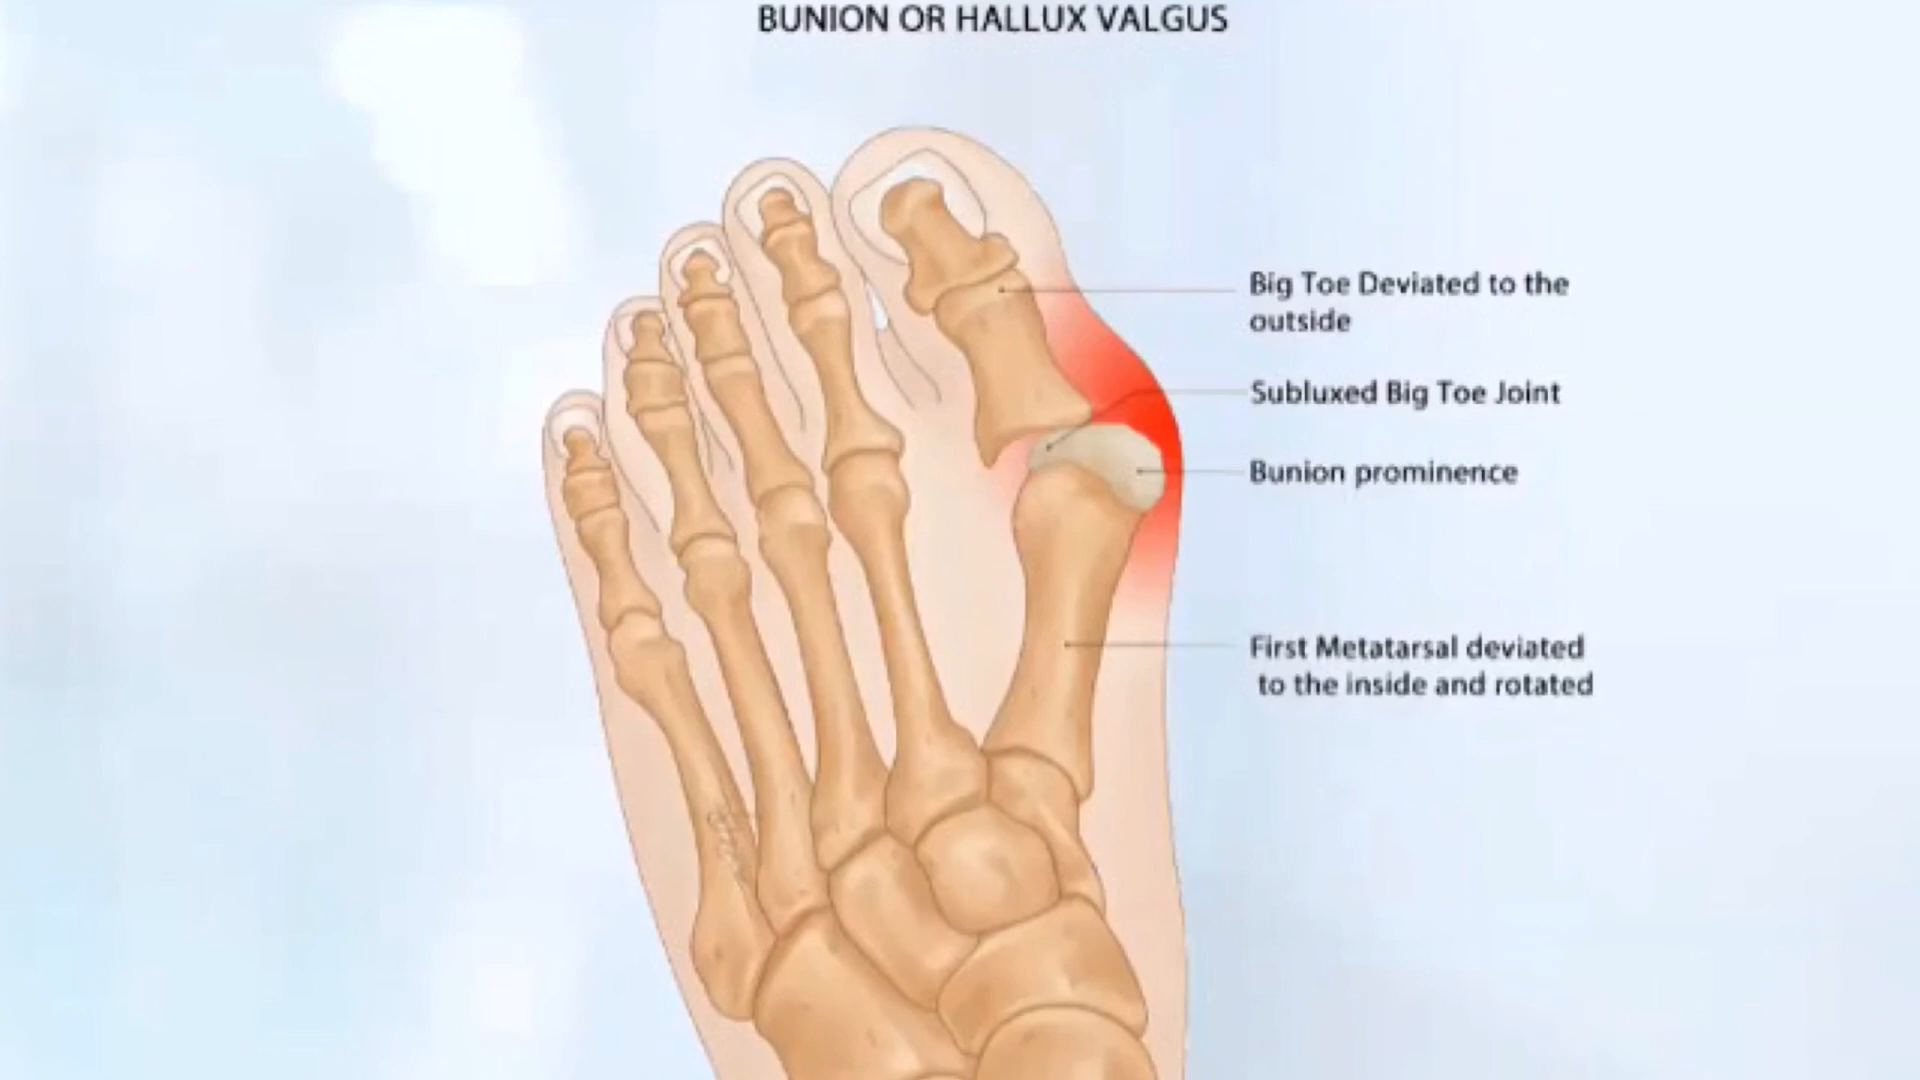 BUNION OR HALLUX VALGUS
Big Toe Deviated to the
outside
Subluxed Big Toe Joint
Bunion prominence
First Metatarsal deviated
to the inside and rotated